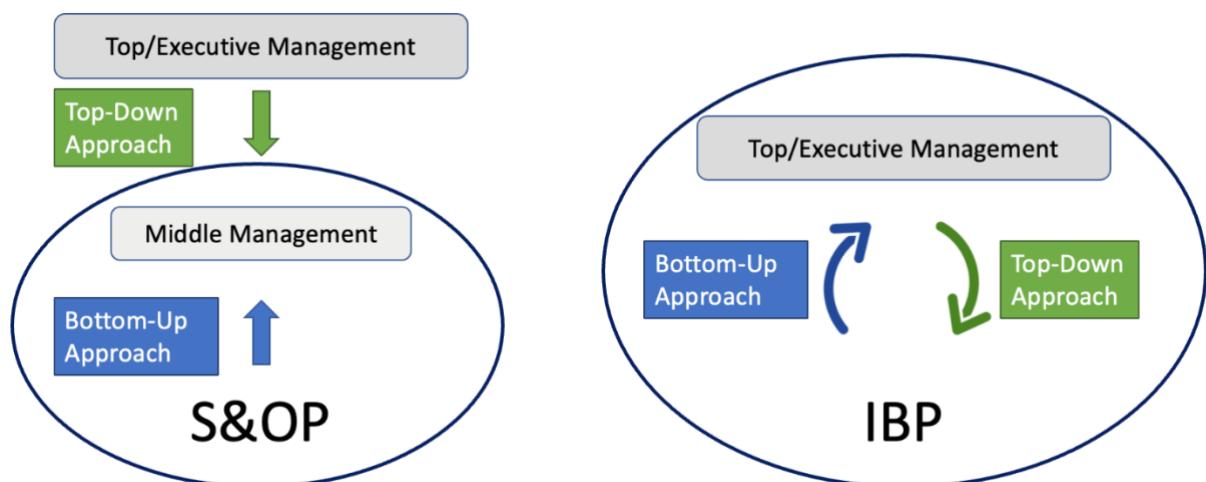 Top/Executive Management
Top-Down
Approach
Middle Management
Bottom-Up
Approach
S&OP
Top/Executive Management
Bottom-Up
Approach
Top-Down
Approach
IBP